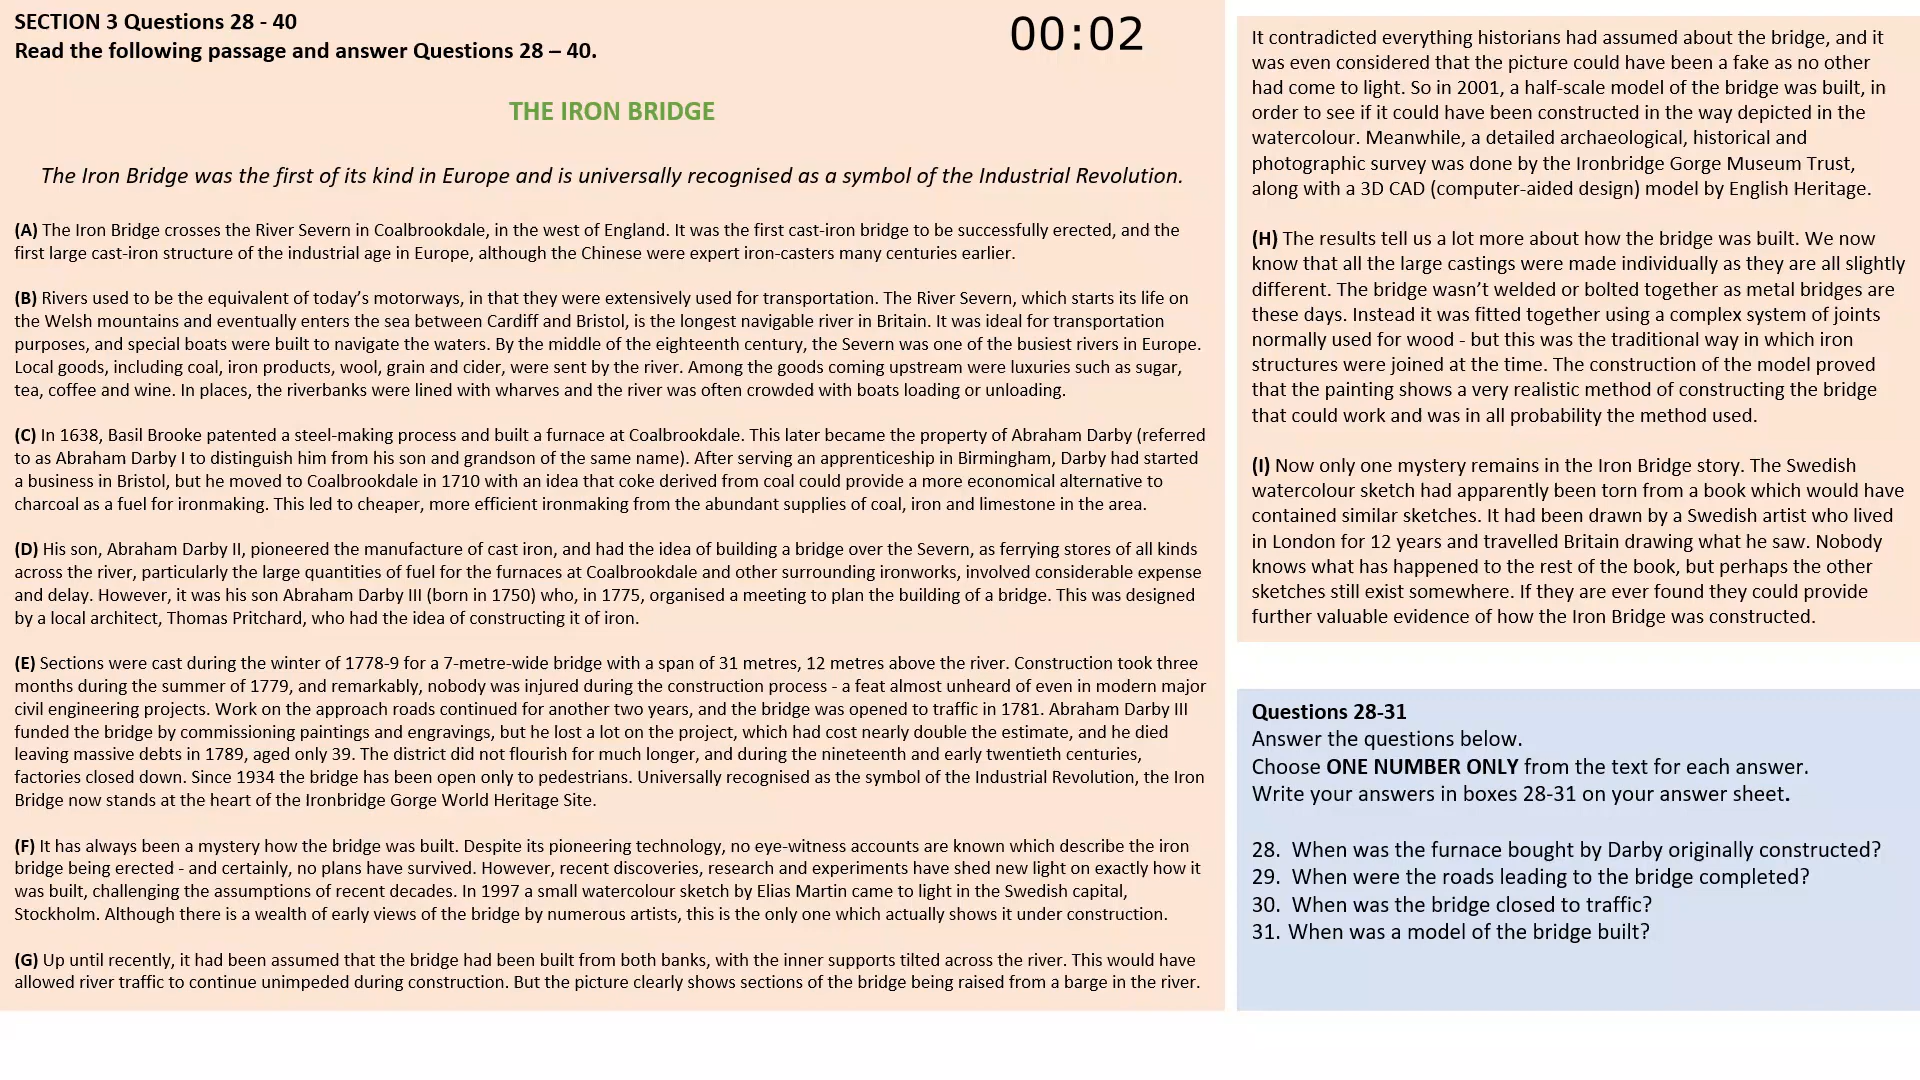 SECTION 3 Questions 28 - 40
Read the following passage and answer Questions 28 – 40.
00:02
THE IRON BRIDGE
The Iron Bridge was the first of its kind in Europe and is universally recognised as a symbol of the Industrial Revolution.
(A) The Iron Bridge crosses the River Severn in Coalbrookdale, in the west of England. It was the first cast-iron bridge to be successfully erected, and the
first large cast-iron structure of the industrial age in Europe, although the Chinese were expert iron-casters many centuries earlier.
(B) Rivers used to be the equivalent of today’s motorways, in that they were extensively used for transportation. The River Severn, which starts its life on
the Welsh mountains and eventually enters the sea between Cardiff and Bristol, is the longest navigable river in Britain. It was ideal for transportation
purposes, and special boats were built to navigate the waters. By the middle of the eighteenth century, the Severn was one of the busiest rivers in Europe.
Local goods, including coal, iron products, wool, grain and cider, were sent by the river. Among the goods coming upstream were luxuries such as sugar,
tea, coffee and wine. In places, the riverbanks were lined with wharves and the river was often crowded with boats loading or unloading.
(C) In 1638, Basil Brooke patented a steel-making process and built a furnace at Coalbrookdale. This later became the property of Abraham Darby (referred
to as Abraham Darby I to distinguish him from his son and grandson of the same name). After serving an apprenticeship in Birmingham, Darby had started
a business in Bristol, but he moved to Coalbrookdale in 1710 with an idea that coke derived from coal could provide a more economical alternative to
charcoal as a fuel for ironmaking. This led to cheaper, more efficient ironmaking from the abundant supplies of coal, iron and limestone in the area.
(D) His son, Abraham Darby II, pioneered the manufacture of cast iron, and had the idea of building a bridge over the Severn, as ferrying stores of all kinds
across the river, particularly the large quantities of fuel for the furnaces at Coalbrookdale and other surrounding ironworks, involved considerable expense
and delay. However, it was his son Abraham Darby III (born in 1750) who, in 1775, organised a meeting to plan the building of a bridge. This was designed
by a local architect, Thomas Pritchard, who had the idea of constructing it of iron.
(E) Sections were cast during the winter of 1778-9 for a 7-metre-wide bridge with a span of 31 metres, 12 metres above the river. Construction took three
months during the summer of 1779, and remarkably, nobody was injured during the construction process - a feat almost unheard of even in modern major
civil engineering projects. Work on the approach roads continued for another two years, and the bridge was opened to traffic in 1781. Abraham Darby III
funded the bridge by commissioning paintings and engravings, but he lost a lot on the project, which had cost nearly double the estimate, and he died
leaving massive debts in 1789, aged only 39. The district did not flourish for much longer, and during the nineteenth and early twentieth centuries,
factories closed down. Since 1934 the bridge has been open only to pedestrians. Universally recognised as the symbol of the Industrial Revolution, the Iron
Bridge now stands at the heart of the Ironbridge Gorge World Heritage Site.
(F) It has always been a mystery how the bridge was built. Despite its pioneering technology, no eye-witness accounts are known which describe the iron
bridge being erected - and certainly, no plans have survived. However, recent discoveries, research and experiments have shed new light on exactly how it
was built, challenging the assumptions of recent decades. In 1997 a small watercolour sketch by Elias Martin came to light in the Swedish capital,
Stockholm. Although there is a wealth of early views of the bridge by numerous artists, this is the only one which actually shows it under construction.
(G) Up until recently, it had been assumed that the bridge had been built from both banks, with the inner supports tilted across the river. This would have
allowed river traffic to continue unimpeded during construction. But the picture clearly shows sections of the bridge being raised from a barge in the river.
It contradicted everything historians had assumed about the bridge, and it
was even considered that the picture could have been a fake as no other
had come to light. So in 2001, a half-scale model of the bridge was built, in
order to see if it could have been constructed in the way depicted in the
watercolour. Meanwhile, a detailed archaeological, historical and
photographic survey was done by the Ironbridge Gorge Museum Trust,
along with a 3D CAD (computer-aided design) model by English Heritage.
(H) The results tell us a lot more about how the bridge was built. We now
know that all the large castings were made individually as they are all slightly
different. The bridge wasn’t welded or bolted together as metal bridges are
these days. Instead it was fitted together using a complex system of joints
normally used for wood - but this was the traditional way in which iron
structures were joined at the time. The construction of the model proved
that the painting shows a very realistic method of constructing the bridge
that could work and was in all probability the method used.
(I) Now only one mystery remains in the Iron Bridge story. The Swedish
watercolour sketch had apparently been torn from a book which would have
contained similar sketches. It had been drawn by a Swedish artist who lived
in London for 12 years and travelled Britain drawing what he saw. Nobody
knows what has happened to the rest of the book, but perhaps the other
sketches still exist somewhere. If they are ever found they could provide
further valuable evidence of how the Iron Bridge was constructed.
Questions 28-31
Answer the questions below.
Choose ONE NUMBER ONLY from the text for each answer.
Write your answers in boxes 28-31 on your answer sheet.
28. When was the furnace bought by Darby originally constructed?
29. When were the roads leading to the bridge completed?
30. When was the bridge closed to traffic?
31. When was a model of the bridge built?